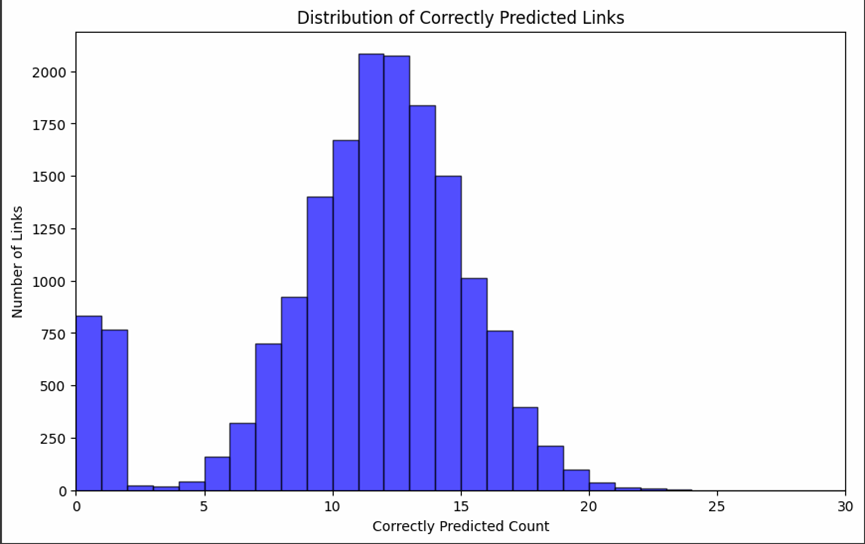 Distribution of Correctly Predicted Links
Number of Links
2000
1750
1500
1250
1000
750
500
250
0
0 5 10 15 20 25 30
Correctly Predicted Count